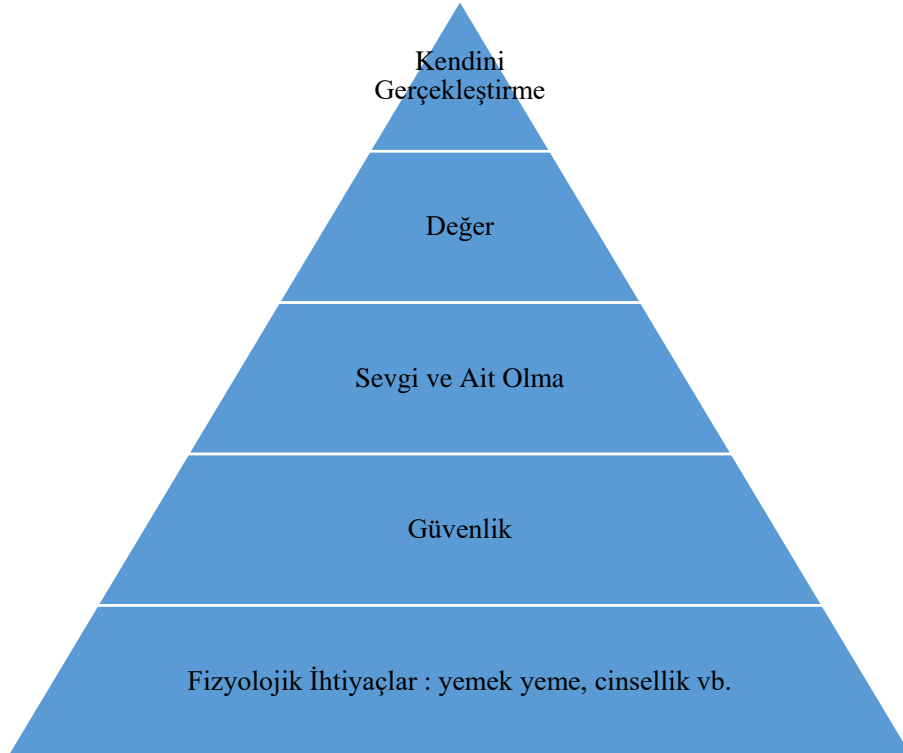 Kendini
Gerçekleştirme
Değer
Sevgi ve Ait Olma
Güvenlik
Fizyolojik İhtiyaçlar : yemek yeme, cinsellik vb.